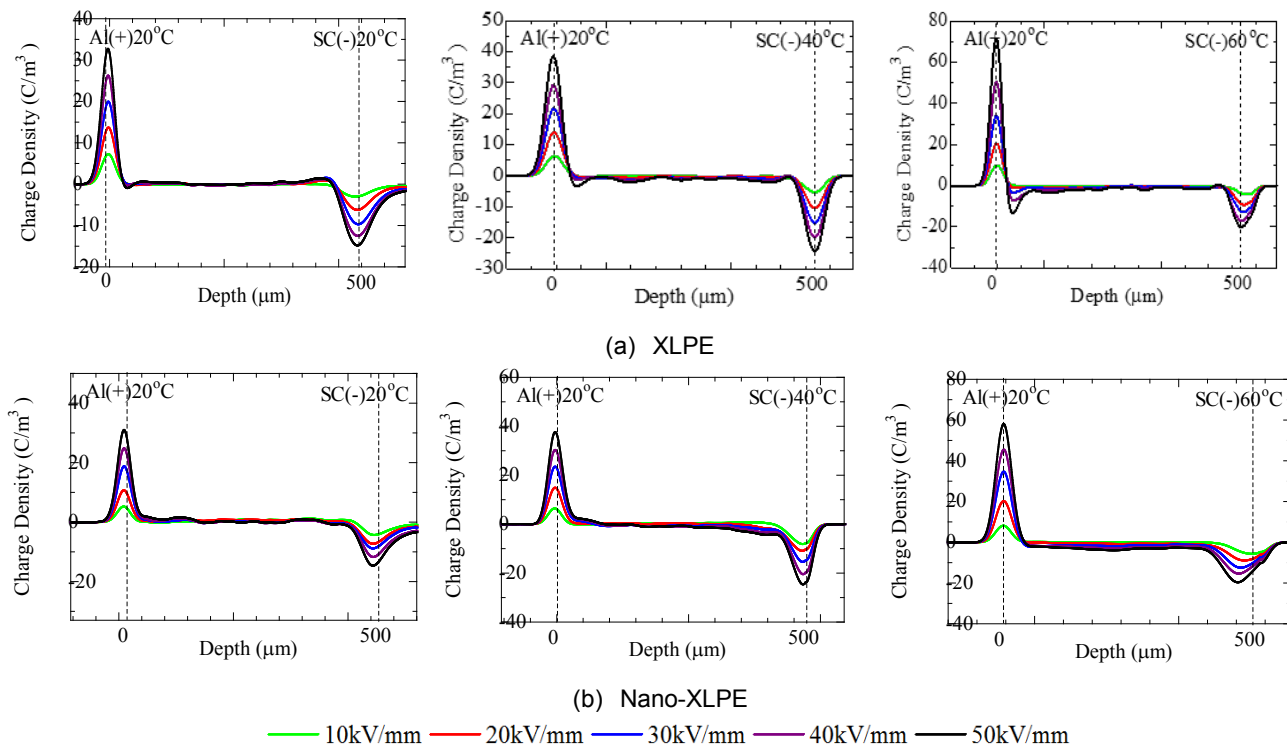 Al(+)20°C SC(-)20°C
Charge Density (C/m³)
40
30
20
10
0
-10
20
0 500
Depth (μm)
Al(+)20°C SC(-)40°C
Charge Density (C/m³)
50
40
30
20
10
0
-10
-20
-30
0 500
Depth (μm)
Al(+)20°C SC(-)60°C
Charge Density (C/m³)
80
60
40
20
0
-20
-40
0 500
Depth (μm)
(a) XLPE
Al(+)20°C SC(-)20°C
Charge Density (C/m³)
40
20
0
20
0 500
Depth (μm)
Al(+)20°C SC(-)40°C
Charge Density (C/m³)
60
40
20
0
-20
-40
0 500
Depth (μm)
Al(+)20°C SC(-)60°C
Charge Density (C/m³)
80
60
40
20
0
-20
-40
0 500
Depth (μm)
(b) Nano-XLPE
10kV/mm 20kV/mm 30kV/mm 40kV/mm 50kV/mm